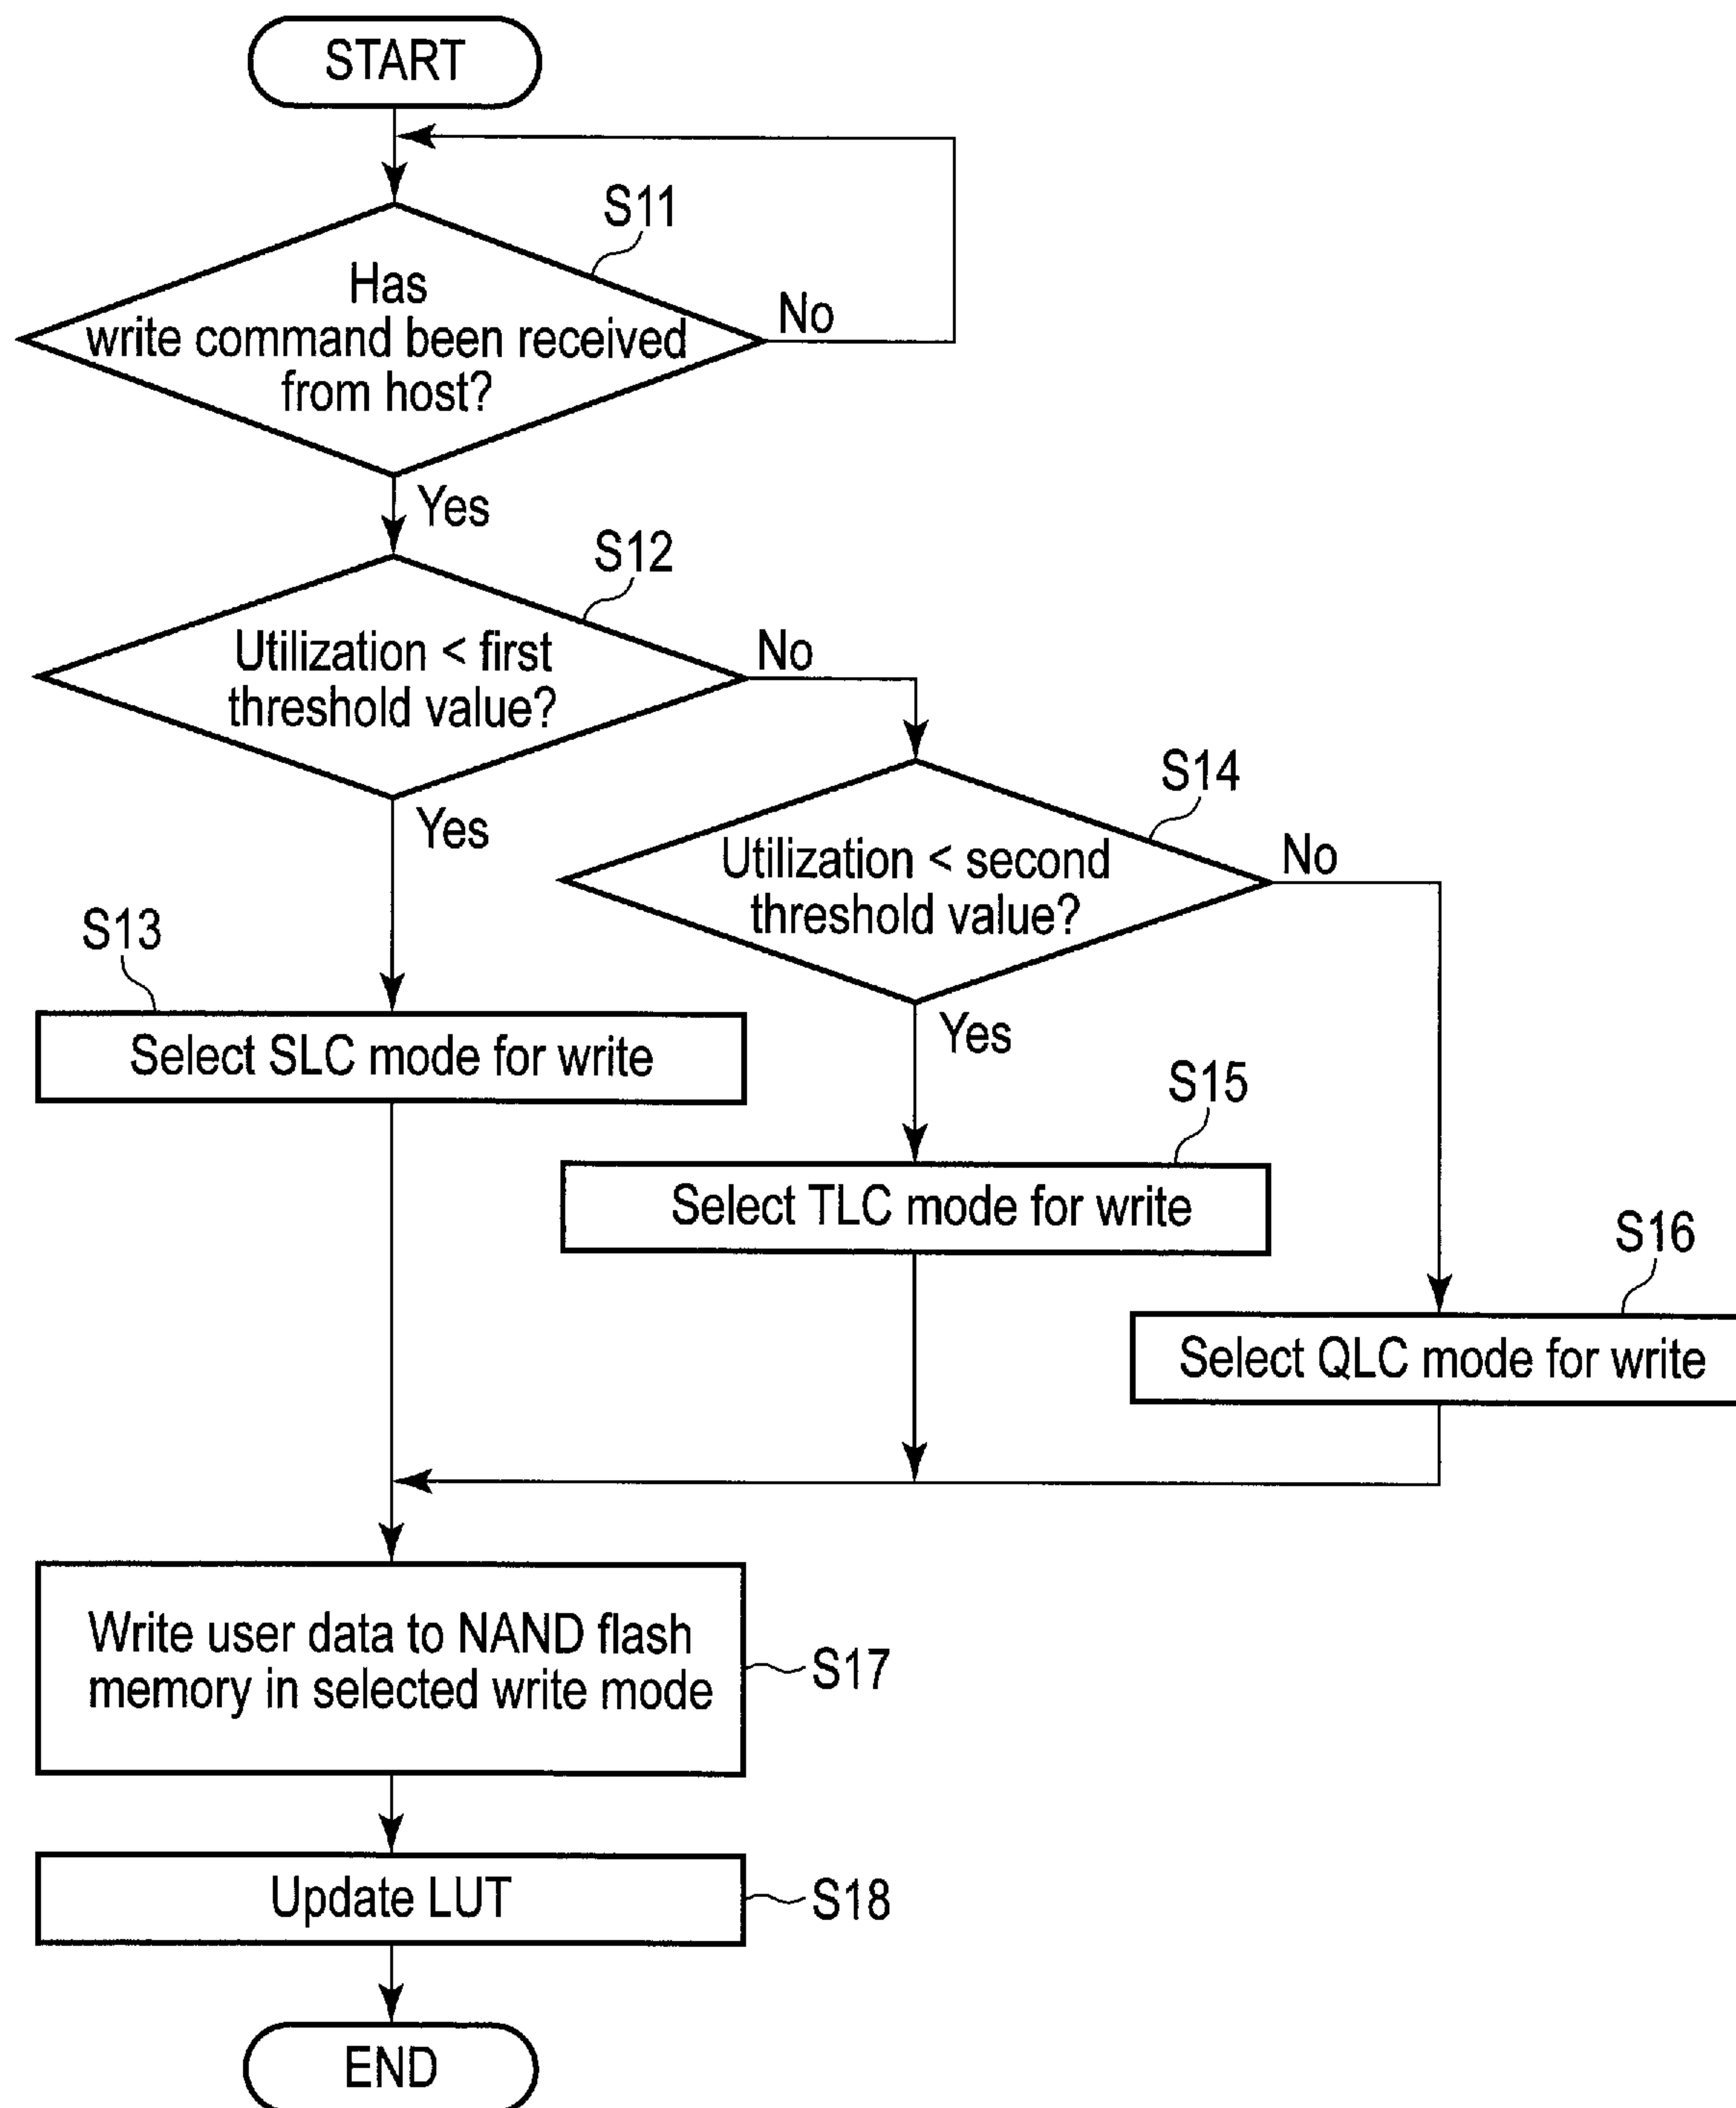 START
S11
Has
write command been received
from host?
No
Yes
S12
Utilization < first
threshold value?
No
Yes
S14
Utilization < second
threshold value?
No
Yes
S13
Select SLC mode for write
S15
Select TLC mode for write
S16
Select QLC mode for write
Write user data to NAND flash
memory in selected write mode
S17
Update LUT
S18
END